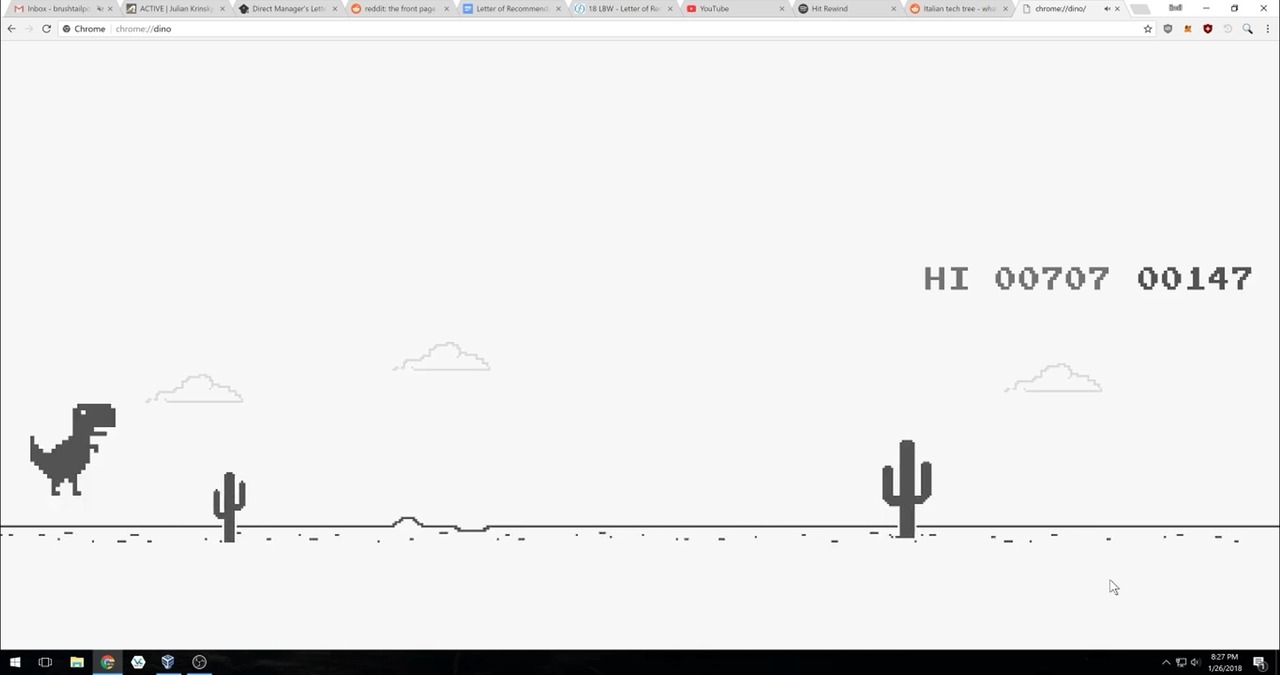 Inbox - brushtailp
ACTIVE | Julian Krinsky
Direct Manager's Lett
reddit: the front page
Letter of Recommend
18 LBW - Letter of Re
YouTube
Hit Rewind
Italian tech tree - wh
chrome://dino/
Chrome
chrome://dino
HI 00707 00147
8:27 PM
1/26/2018